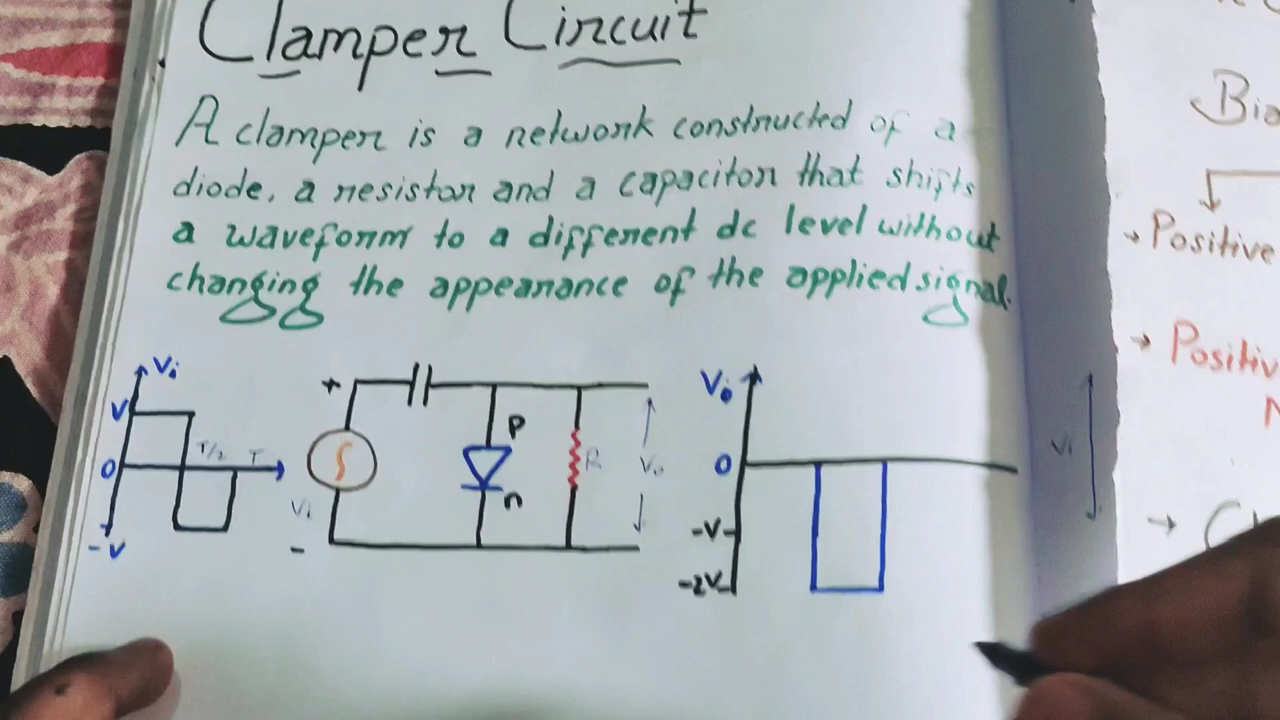 Clamper Circuit
A clamper is a network constructed of a
diode, a resistor and a capacitor that shifts
a waveform to a different dc level without
changing the appearance of the applied signal.
Vi
V
0
-V
T/2
T
+
-
Vi
P
n
R
Vo
Vo
0
-V
-2V
Vi
Positive
Positiv